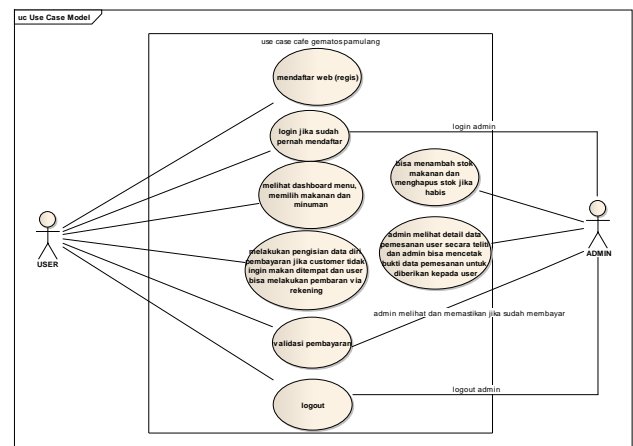 uc Use Case Model
use case cafe gematos pamulang
mendaftar web (regis)
login jika sudah
pernah mendaftar
login admin
bisa menambah stok
makanan dan
menghapus stok jika
habis
melihat dashboard menu,
memilih makanan dan
minuman
USER
melakukan pengisian data diri
pembayaran jika customer tidak
ingin makan ditempat dan user
bisa melakukan pembaran via
rekening
admin melihat detail data
pemesanan user secara teliti
dan admin bisa mencetak
bukti data pemesanan untuk
diberikan kepada user
ADMIN
admin melihat dan memastikan jika sudah membayar
validasi pembayaran
logout admin
logout